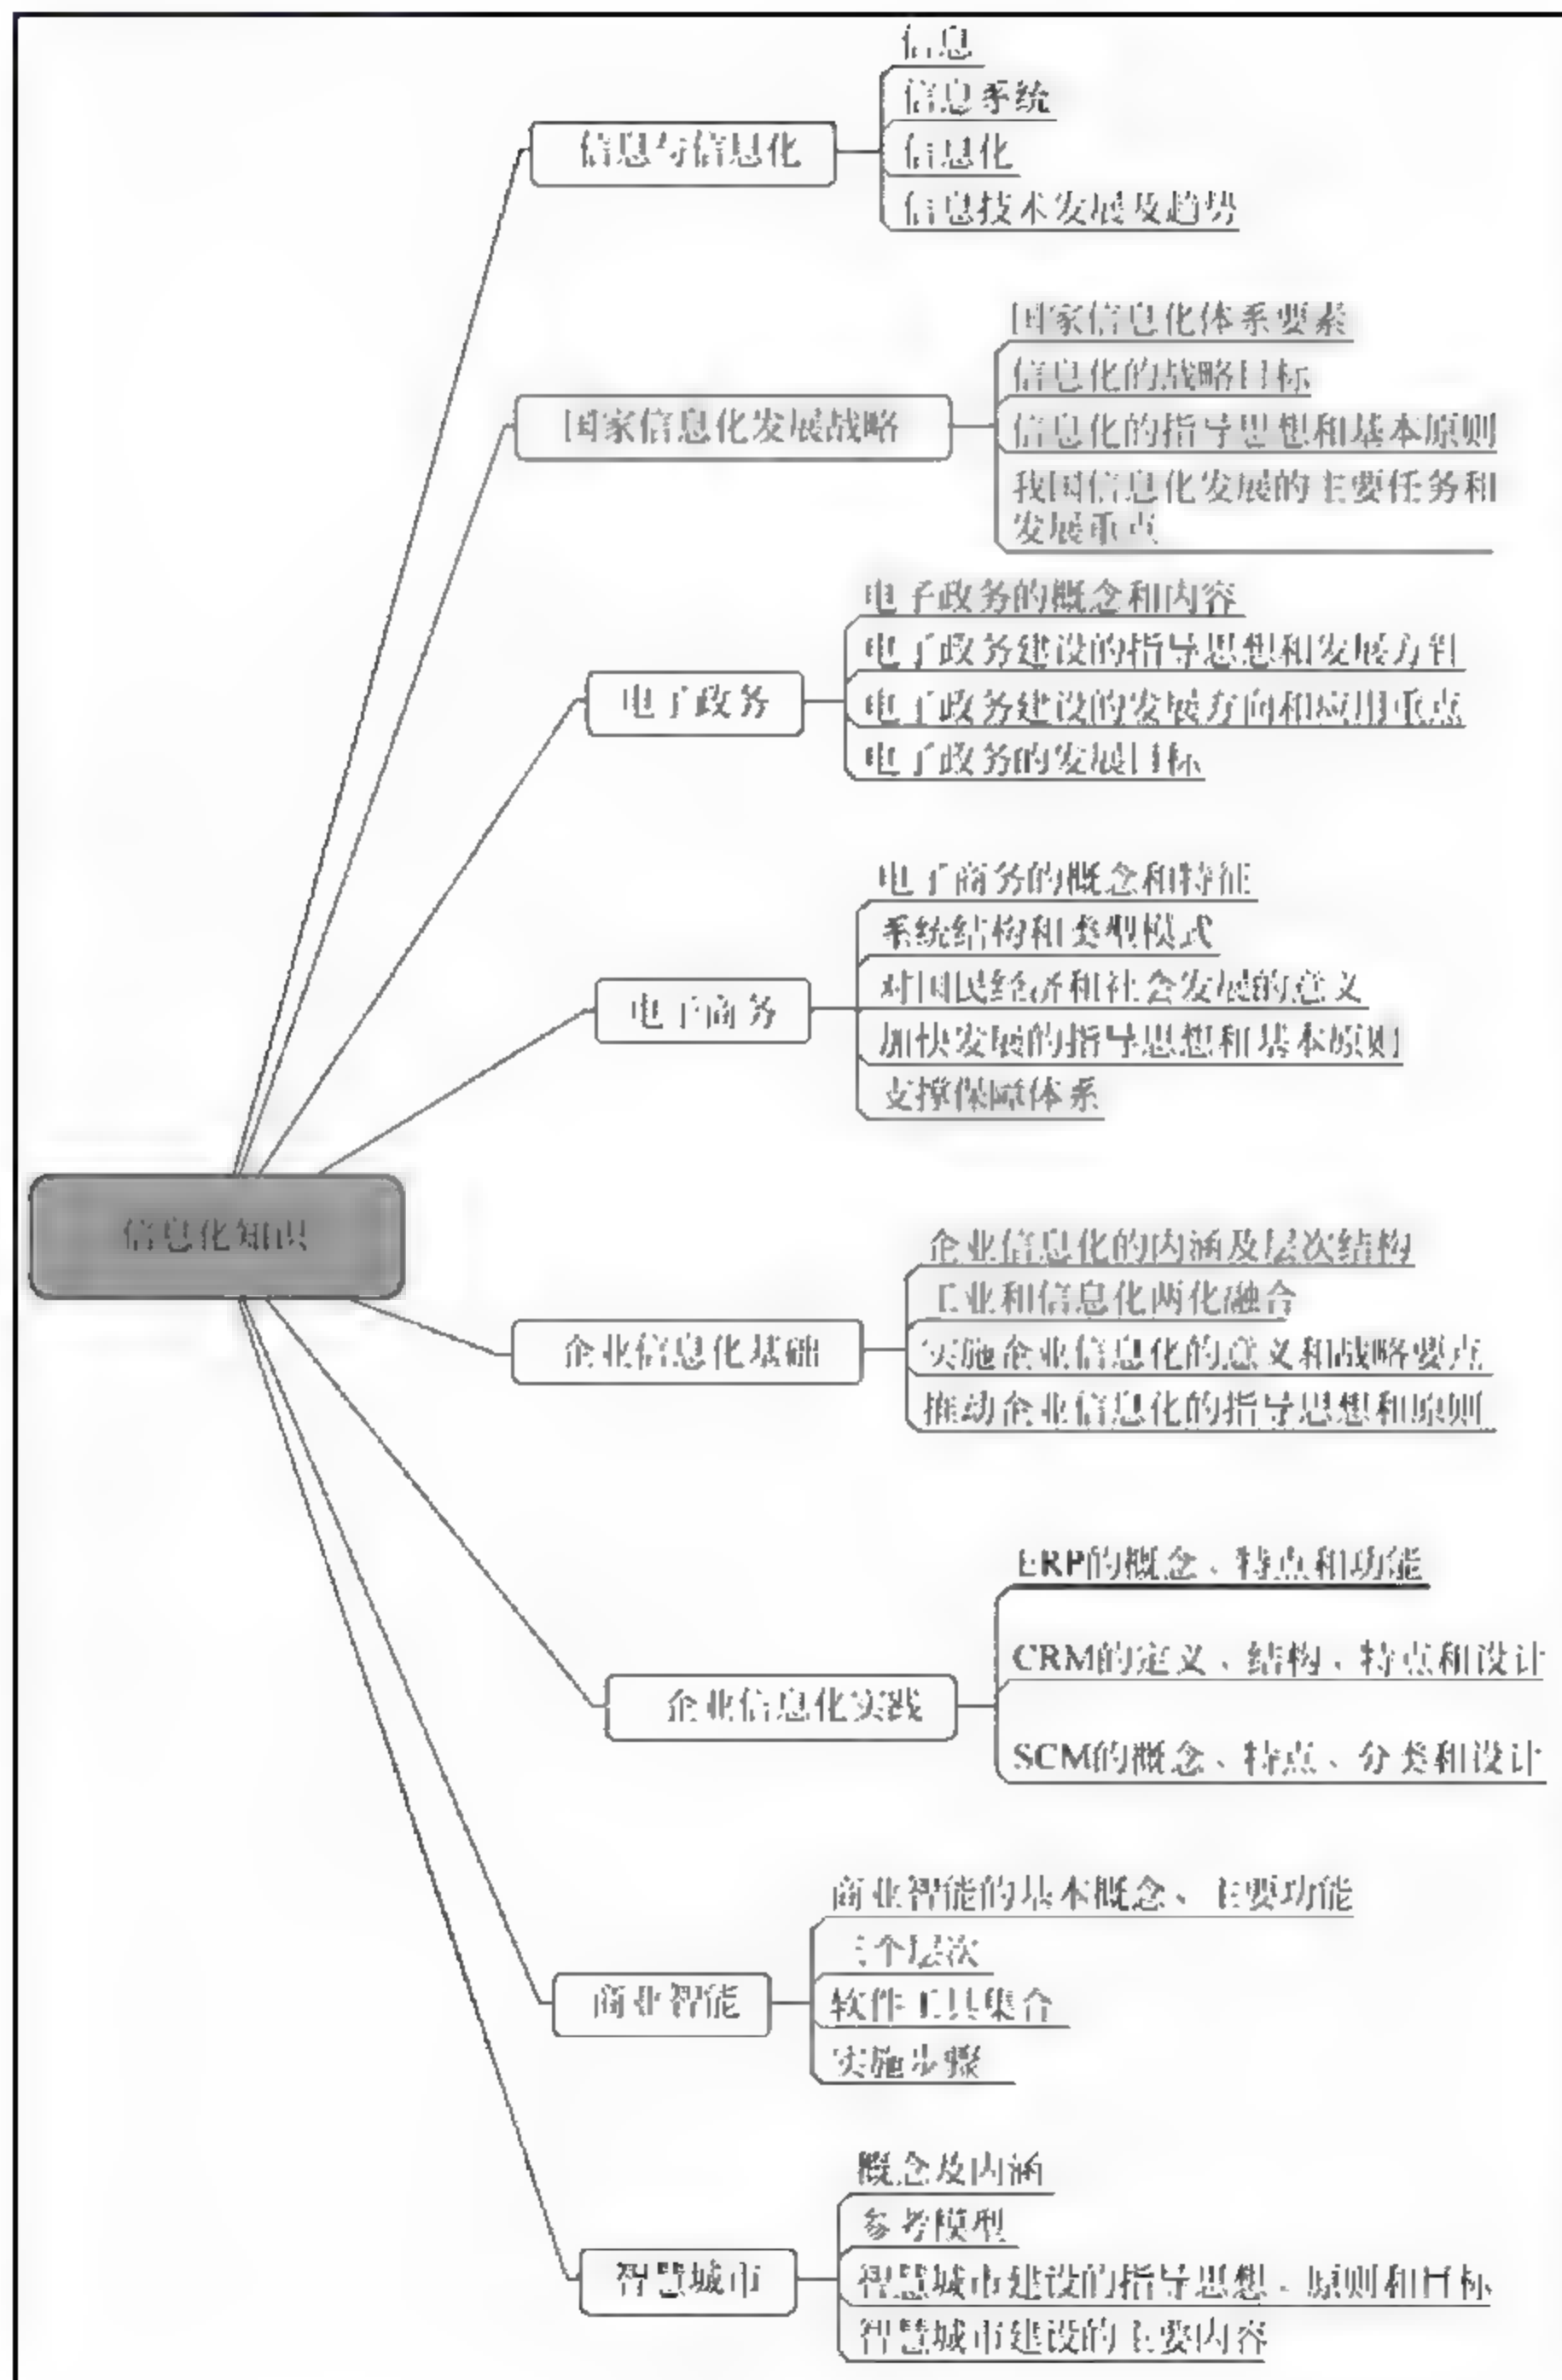 信息
信息系统
信息与信息化
信息化
信息技术发展及趋势
国家信息化体系要素
信息化的战略目标
国家信息化发展战略
信息化的指导思想和基本原则
我国信息化发展的主要任务和
发展重点
电子政务的概念和内容
电子政务建设的指导思想和发展方针
电子政务
电子政务建设的发展方向和应用重点
电子政务的发展目标
电子商务的概念和特征
系统结构和类型模式
对国民经济和社会发展的意义
电子商务
加快发展的指导思想和基本原则
支撑保障体系
信息化知识
企业信息化的内涵及层次结构
工业和信息化两化融合
企业信息化基础
实施企业信息化的意义和战略要点
推动企业信息化的指导思想和原则
ERP的概念、特点和功能
CRM的定义、结构、特点和设计
企业信息化实践
SCM的概念、特点、分类和设计
商业智能的基本概念、主要功能
三个层次
商业智能
软件工具集合
实施步骤
概念及内涵
参考模型
智慧城市
智慧城市建设的指导思想、原则和目标
智慧城市建设的主要内容